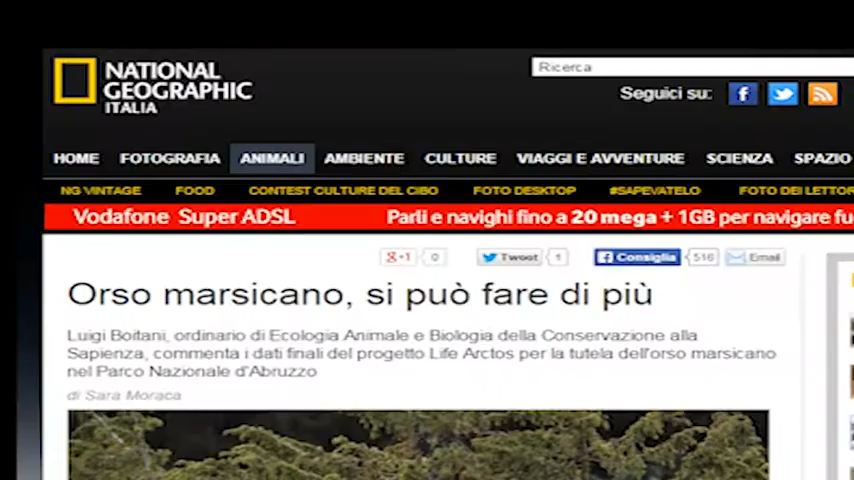 NATIONAL
GEOGRAPHIC
ITALIA
Ricerca
Seguici su:
HOME FOTOGRAFIA ANIMALI AMBIENTE CULTURE VIAGGI E AVVENTURE SCIENZA SPAZIO
NG VINTAGE FOOD CONTEST CULTURE DEL CIBO FOTO DESKTOP #SAPEVATELO FOTO DEI LETTOR
Vodafone Super ADSL Parli e navighi fino a 20 mega + 1GB per navigare fu
g+1 0 Tweet 1 Consiglia 516 Email
Orso marsicano, si può fare di più
Luigi Boitani, ordinario di Ecologia Animale e Biologia della Conservazione alla
Sapienza, commenta i dati finali del progetto Life Arctos per la tutela dell'orso marsicano
nel Parco Nazionale d'Abruzzo
di Sara Moraca